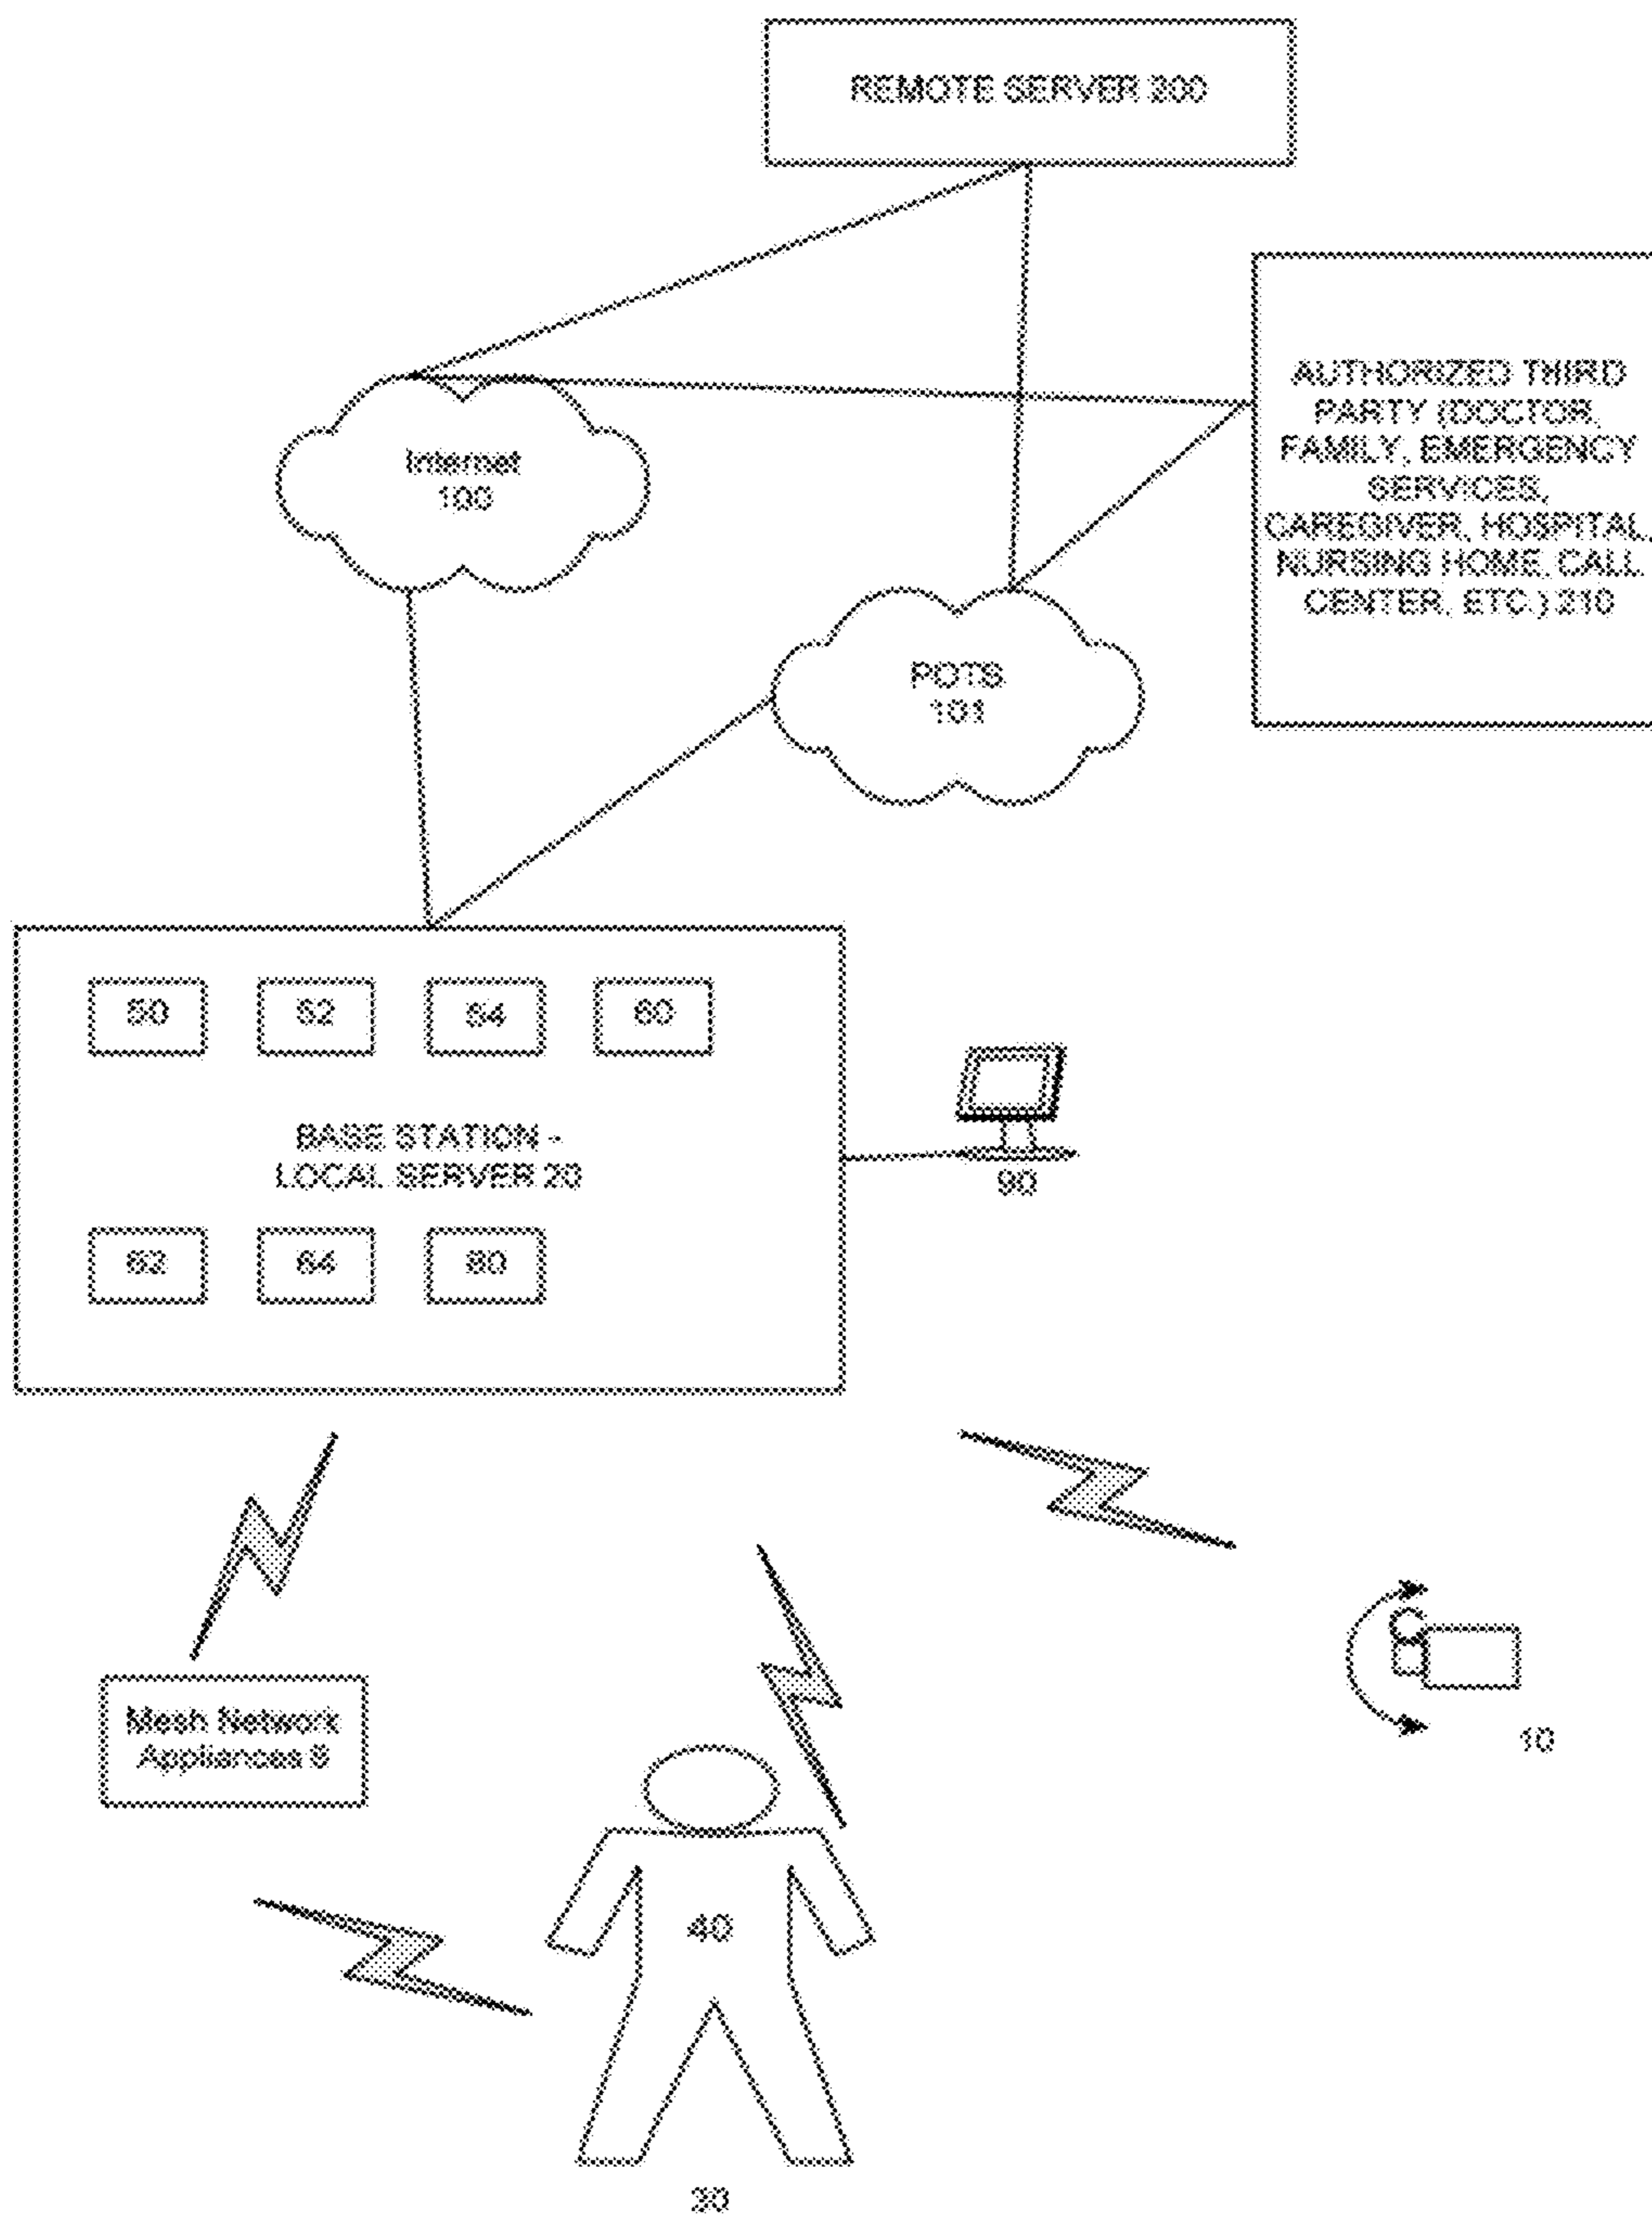 REMOTE SERVER 200
AUTHORIZED THIRD
PARTY (DOCTOR,
FAMILY, EMERGENCY
SERVICES,
CAREGIVER, HOSPITAL,
NURSING HOME, CALL
CENTER, ETC.) 210
Internet
100
POTS
101
50
52
54
60
BASE STATION -
LOCAL SERVER 20
90
62
64
80
Mesh Network
Appliances 8
10
40
30